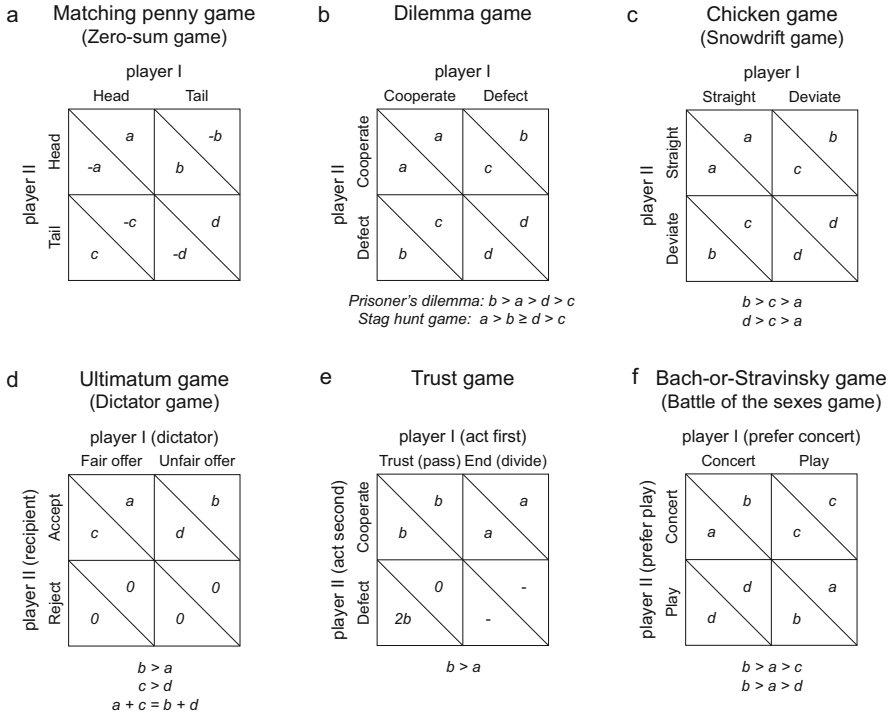 a
Matching penny game
(Zero-sum game)
player I
Head Tail
player II
Head
a -b
-a b
Tail
-c d
c -d
b
Dilemma game
player I
Cooperate Defect
player II
Cooperate
a b
a c
Defect
c d
b d
Prisoner’s dilemma: b > a > d > c
Stag hunt game: a > b ≥ d > c
c
Chicken game
(Snowdrift game)
player I
Straight Deviate
player II
Straight
a b
a c
Deviate
c d
b d
b > c > a
d > c > a
d
Ultimatum game
(Dictator game)
player I (dictator)
Fair offer Unfair offer
player II (recipient)
Accept
a b
c d
Reject
0 0
0 0
b > a
c > d
a + c = b + d
e
Trust game
player I (act first)
Trust (pass) End (divide)
player II (act second)
Cooperate
b a
b a
Defect
0 -
2b -
b > a
f
Bach-or-Stravinsky game
(Battle of the sexes game)
player I (prefer concert)
Concert Play
player II (prefer play)
Concert
b c
a c
Play
d a
d b
b > a > c
b > a > d